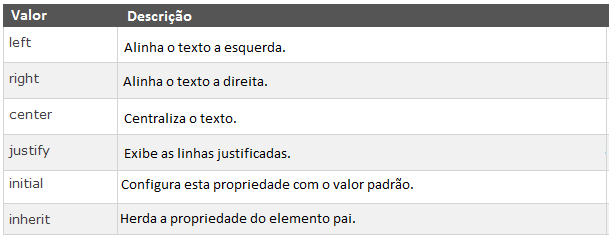 Valor Descrição
left Alinha o texto a esquerda.
right Alinha o texto a direita.
center Centraliza o texto.
justify Exibe as linhas justificadas.
initial Configura esta propriedade com o valor padrão.
inherit Herda a propriedade do elemento pai.